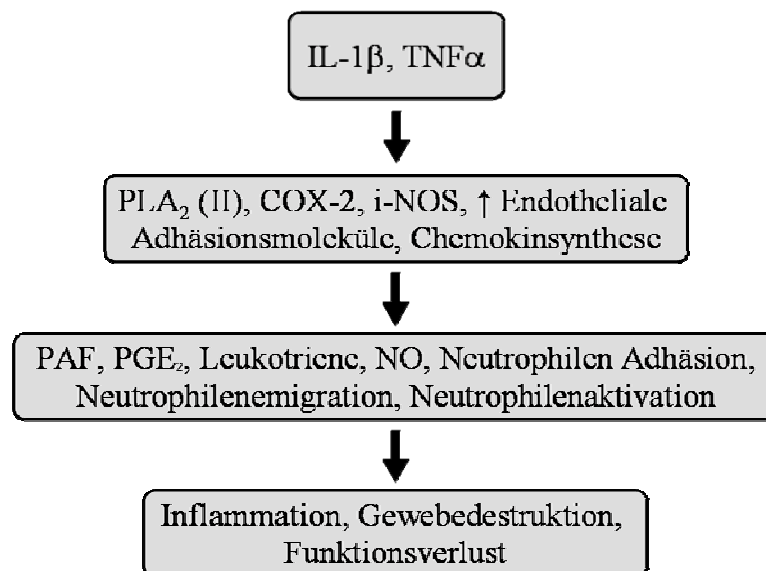 IL-1β, TNFα
PLA₂ (II), COX-2, i-NOS, ↑ Endotheliale
Adhäsionsmoleküle, Chemokinsynthese
PAF, PGE₂, Leukotriene, NO, Neutrophilen Adhäsion,
Neutrophilenemigration, Neutrophilenaktivation
Inflammation, Gewebedestruktion,
Funktionsverlust